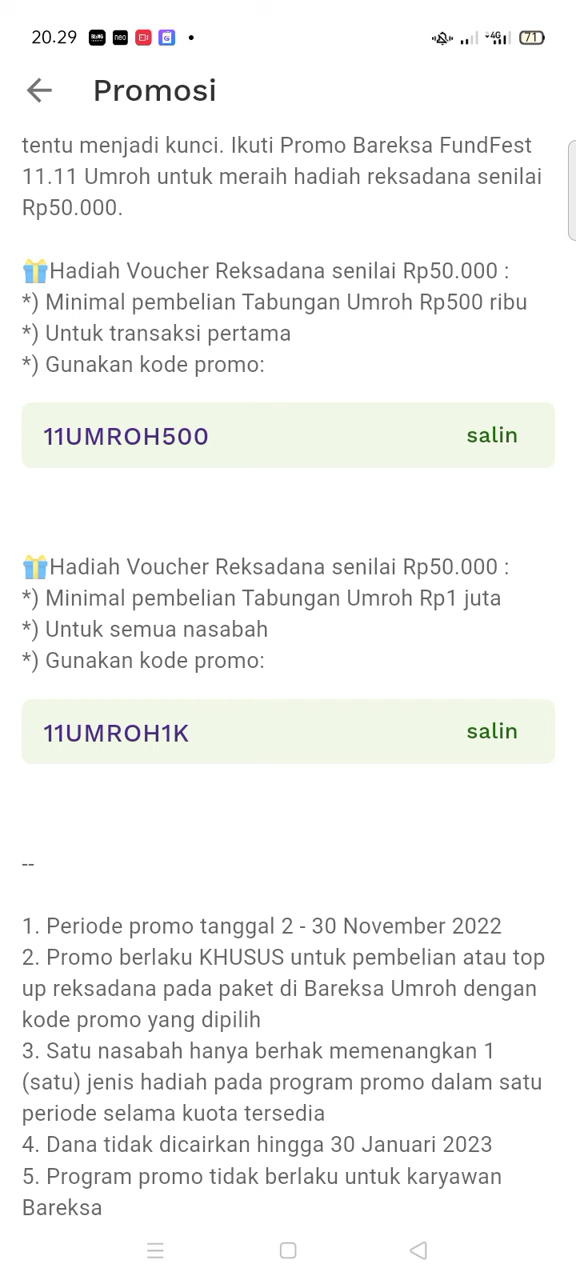 20.29
neo
4G
71
Promosi
tentu menjadi kunci. Ikuti Promo Bareksa FundFest
11.11 Umroh untuk meraih hadiah reksadana senilai
Rp50.000.
Hadiah Voucher Reksadana senilai Rp50.000 :
*) Minimal pembelian Tabungan Umroh Rp500 ribu
*) Untuk transaksi pertama
*) Gunakan kode promo:
11UMROH500 salin
Hadiah Voucher Reksadana senilai Rp50.000 :
*) Minimal pembelian Tabungan Umroh Rp1 juta
*) Untuk semua nasabah
*) Gunakan kode promo:
11UMROH1K salin
--
1. Periode promo tanggal 2 - 30 November 2022
2. Promo berlaku KHUSUS untuk pembelian atau top
up reksadana pada paket di Bareksa Umroh dengan
kode promo yang dipilih
3. Satu nasabah hanya berhak memenangkan 1
(satu) jenis hadiah pada program promo dalam satu
periode selama kuota tersedia
4. Dana tidak dicairkan hingga 30 Januari 2023
5. Program promo tidak berlaku untuk karyawan
Bareksa